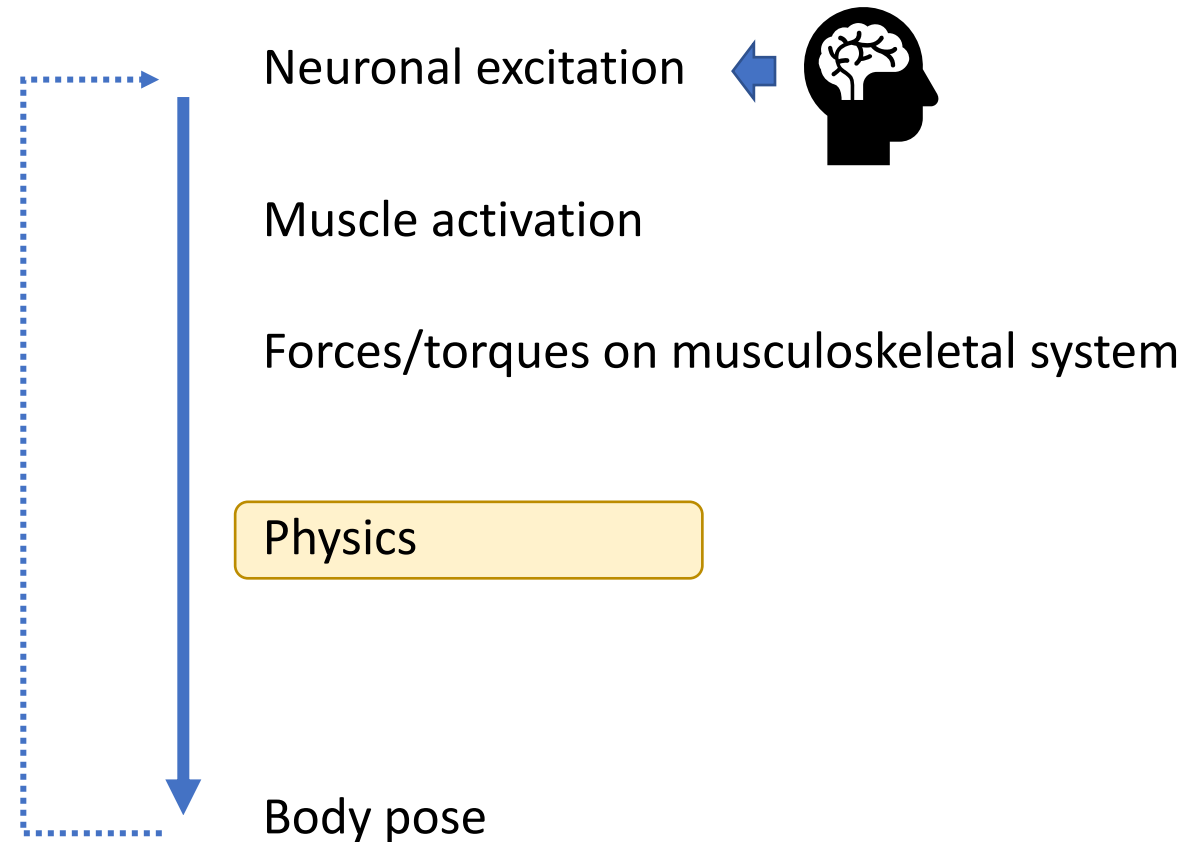 Neuronal excitation
Muscle activation
Forces/torques on musculoskeletal system
Physics
Body pose